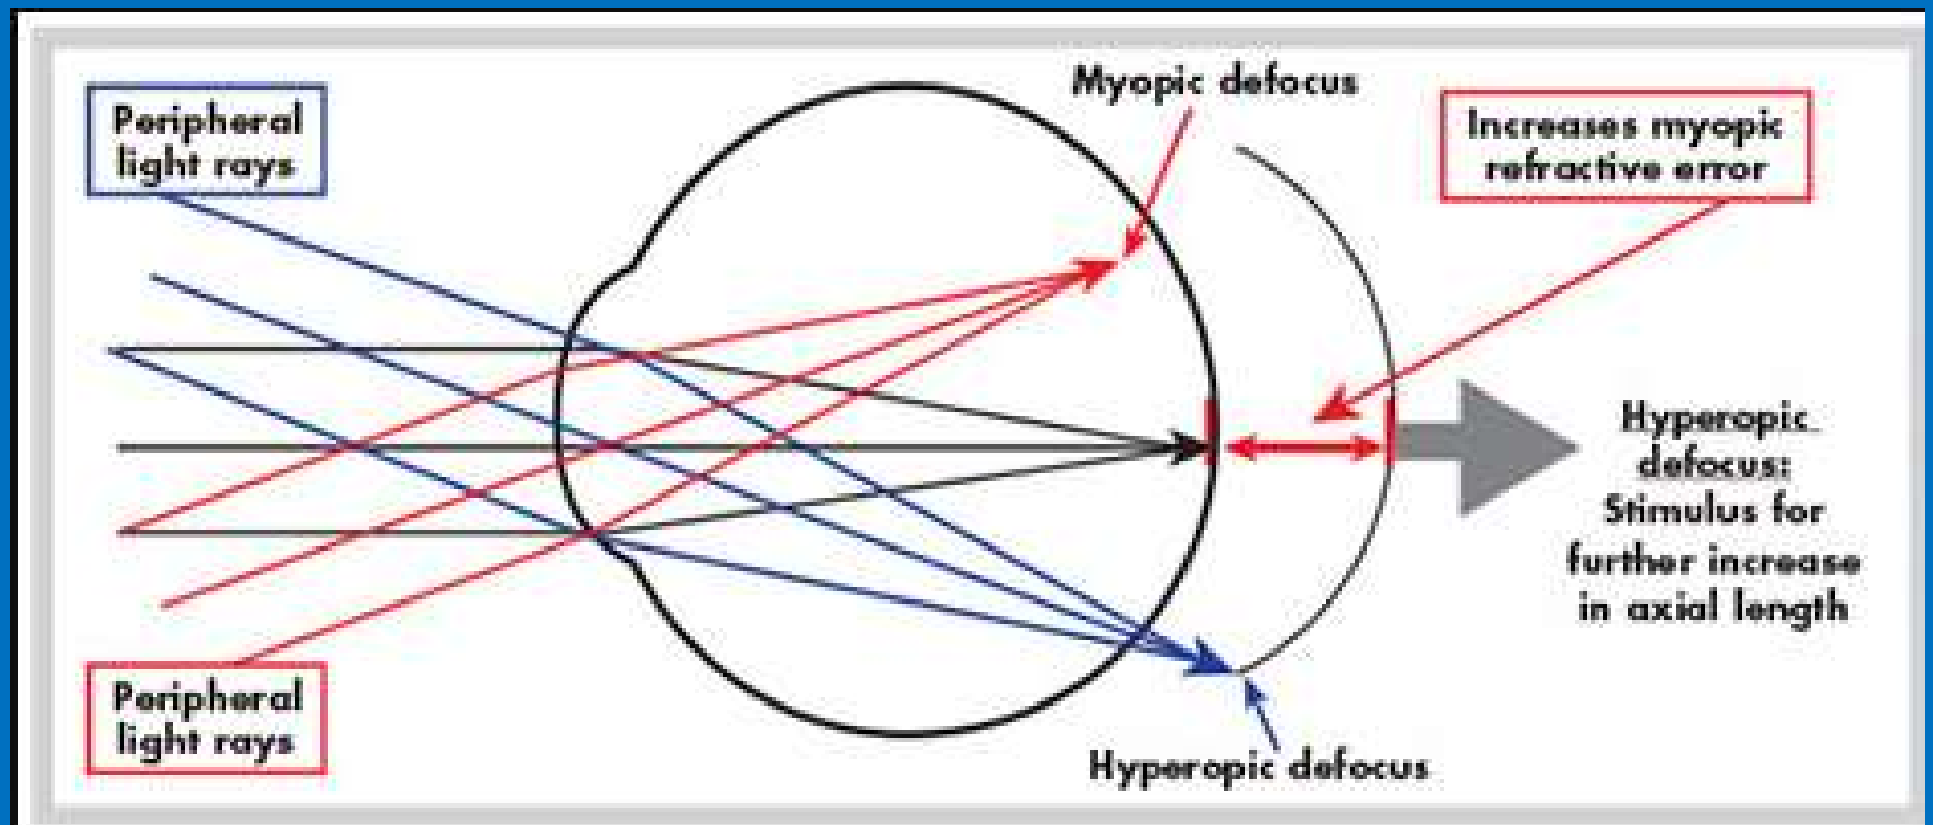 Peripheral
light rays
Myopic defocus
Increases myopic
refractive error
Hyperopic
defocus:
Stimulus for
further increase
in axial length
Peripheral
light rays
Hyperopic defocus